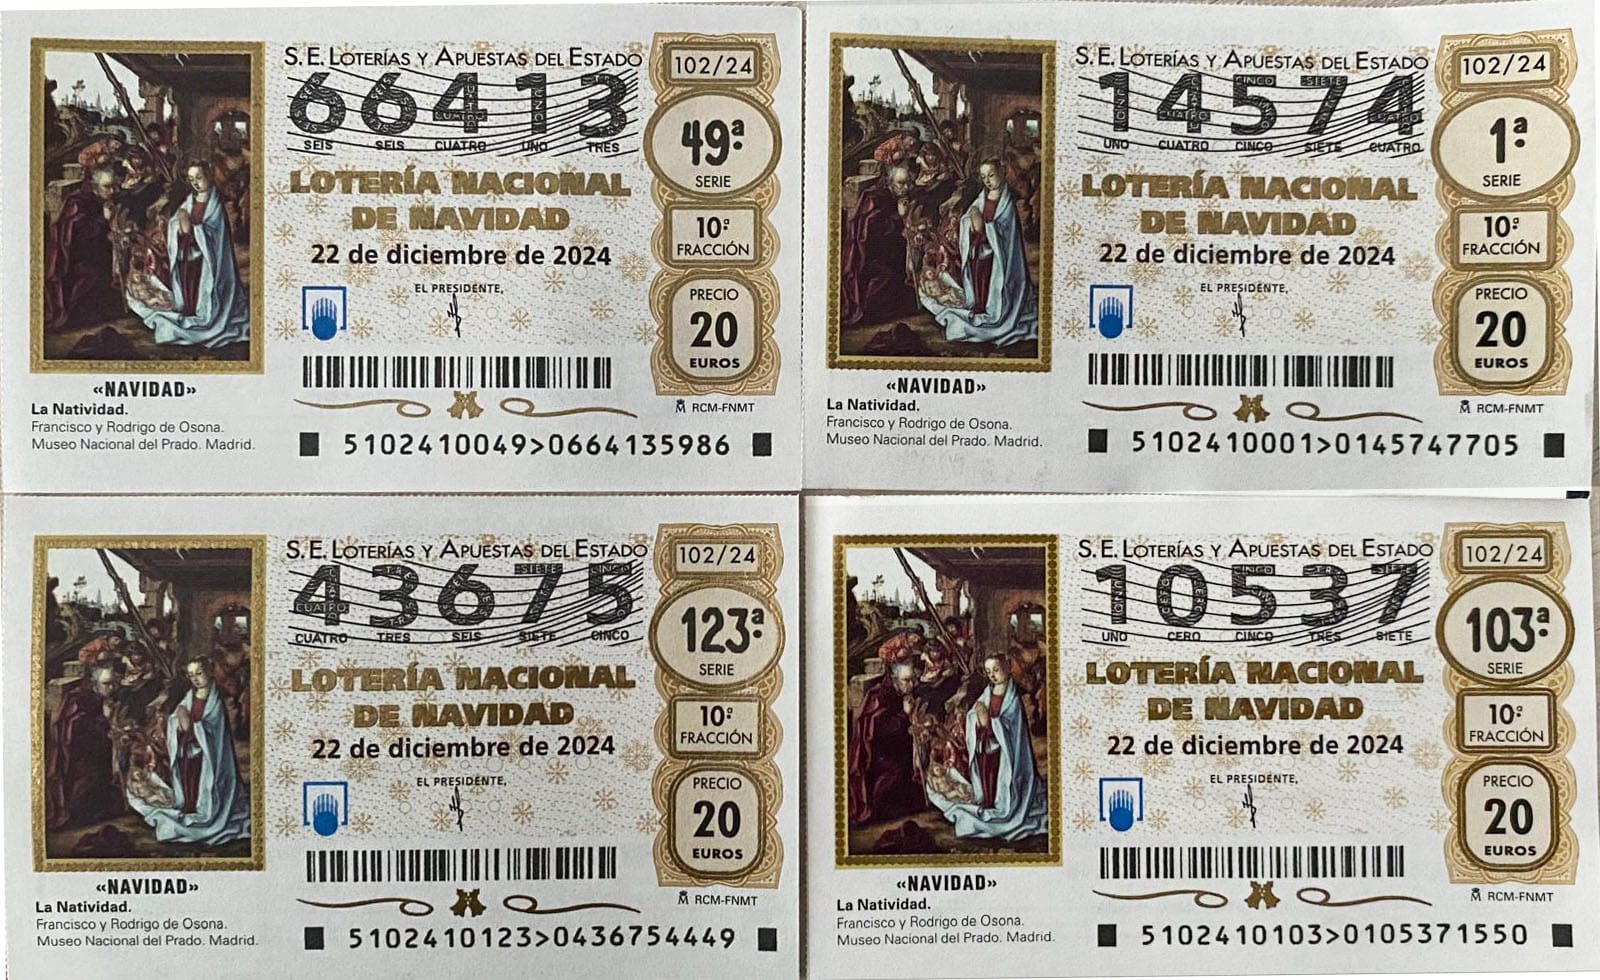 S.E. LOTERÍAS Y APUESTAS DEL ESTADO
66413
SEIS SEIS CUATRO UNO TRES
LOTERÍA NACIONAL
DE NAVIDAD
22 de diciembre de 2024
EL PRESIDENTE,
102/24
49ª
SERIE
10ª
FRACCIÓN
PRECIO
20
EUROS
«NAVIDAD»
La Natividad.
Francisco y Rodrigo de Osona.
Museo Nacional del Prado. Madrid.
RCM-FNMT
5102410049>0664135986
S.E. LOTERÍAS Y APUESTAS DEL ESTADO
14574
UNO CUATRO CINCO SIETE CUATRO
LOTERÍA NACIONAL
DE NAVIDAD
22 de diciembre de 2024
EL PRESIDENTE,
102/24
1ª
SERIE
10ª
FRACCIÓN
PRECIO
20
EUROS
«NAVIDAD»
La Natividad.
Francisco y Rodrigo de Osona.
Museo Nacional del Prado. Madrid.
RCM-FNMT
5102410001>0145747705
S.E. LOTERÍAS Y APUESTAS DEL ESTADO
43675
CUATRO TRES SEIS SIETE CINCO
LOTERÍA NACIONAL
DE NAVIDAD
22 de diciembre de 2024
EL PRESIDENTE,
102/24
123ª
SERIE
10ª
FRACCIÓN
PRECIO
20
EUROS
«NAVIDAD»
La Natividad.
Francisco y Rodrigo de Osona.
Museo Nacional del Prado. Madrid.
RCM-FNMT
5102410123>0436754449
S.E. LOTERÍAS Y APUESTAS DEL ESTADO
10537
UNO CERO CINCO TRES SIETE
LOTERÍA NACIONAL
DE NAVIDAD
22 de diciembre de 2024
EL PRESIDENTE,
102/24
103ª
SERIE
10ª
FRACCIÓN
PRECIO
20
EUROS
«NAVIDAD»
La Natividad.
Francisco y Rodrigo de Osona.
Museo Nacional del Prado. Madrid.
RCM-FNMT
5102410103>0105371550